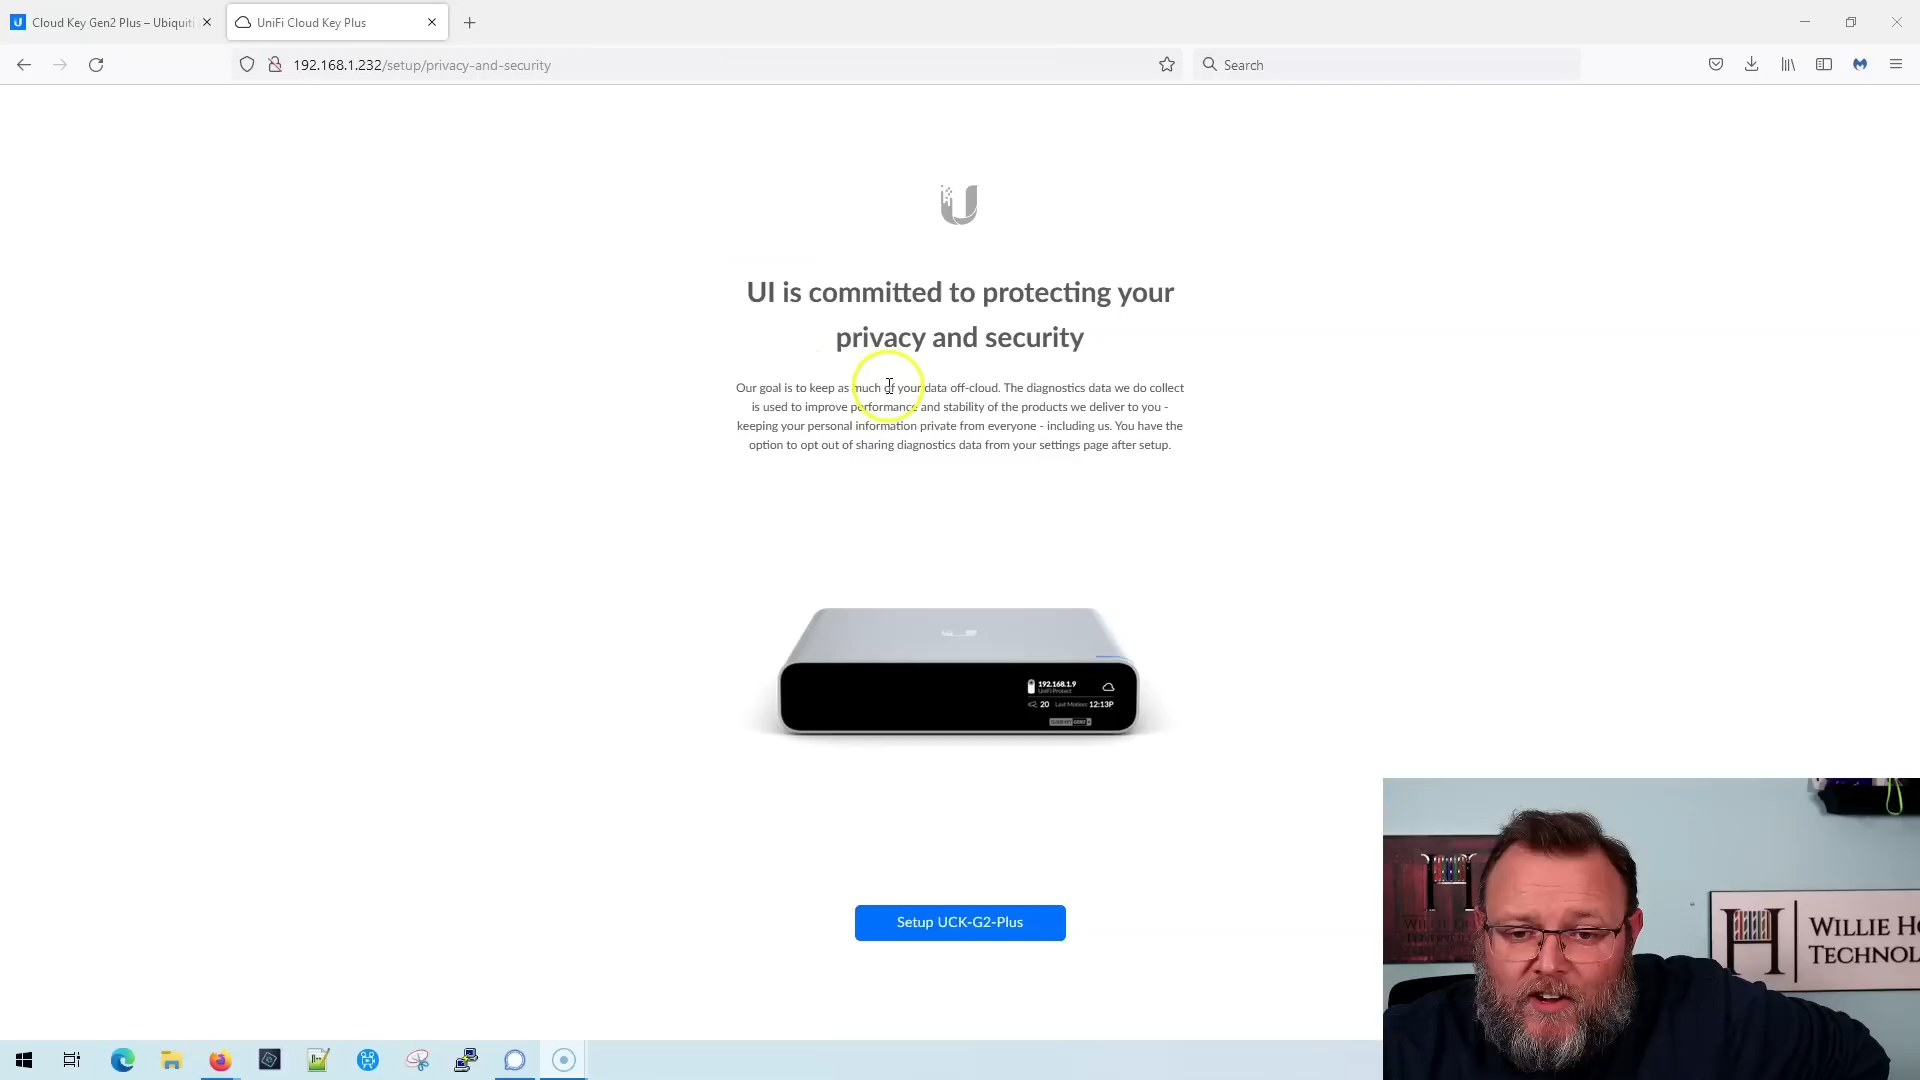 Cloud Key Gen2 Plus – Ubiquiti
UniFi Cloud Key Plus
192.168.1.232/setup/privacy-and-security
Search
UI is committed to protecting your
privacy and security
Our goal is to keep as much of your data off-cloud. The diagnostics data we do collect
is used to improve performance and stability of the products we deliver to you -
keeping your personal information private from everyone - including us. You have the
option to opt out of sharing diagnostics data from your settings page after setup.
192.168.1.9
UniFi Protect
20 Last Motion: 12:13P
Setup UCK-G2-Plus
WILLIE HO
TECHNOL